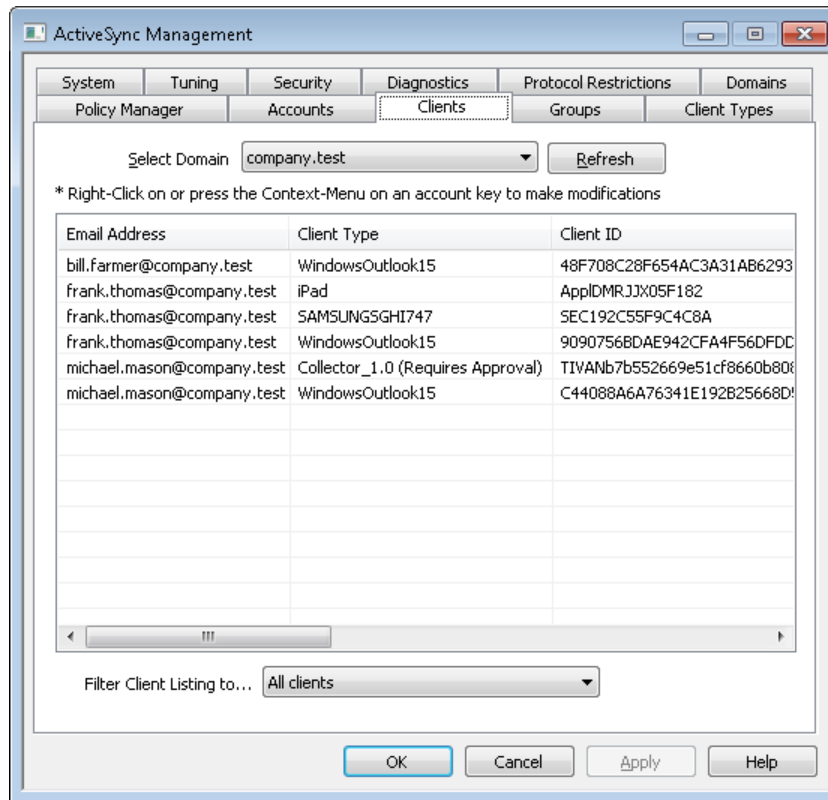 ActiveSync Management
System Tuning Security Diagnostics Protocol Restrictions Domains
Policy Manager Accounts Clients Groups Client Types
Select Domain company.test Refresh
* Right-Click on or press the Context-Menu on an account key to make modifications
Email Address Client Type Client ID
bill.farmer@company.test WindowsOutlook15 48F708C28F654AC3A31AB6293
frank.thomas@company.test iPad ApplDMRJJX05F182
frank.thomas@company.test SAMSUNGSGHI747 SEC192C55F9C4C8A
frank.thomas@company.test WindowsOutlook15 9090756BDAE942CFA4F56DFDD
michael.mason@company.test Collector_1.0 (Requires Approval) TIVANb7b552669e51cf8660b808
michael.mason@company.test WindowsOutlook15 C44088A6A76341E192B25668D
Filter Client Listing to... All clients
OK Cancel Apply Help